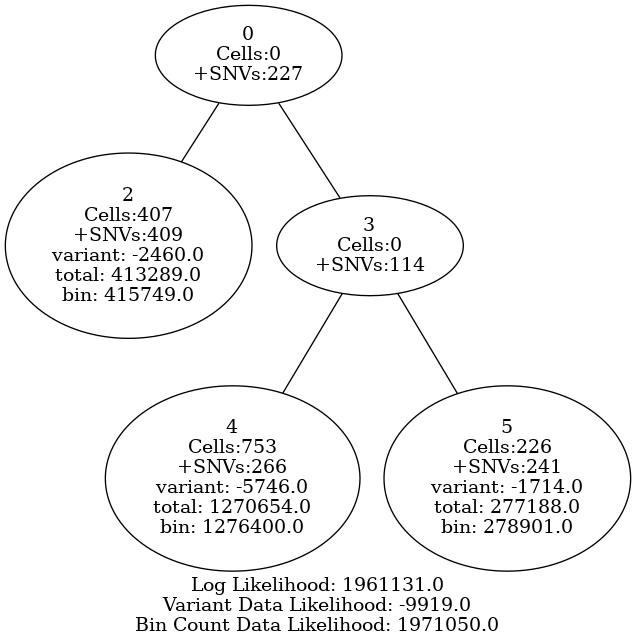 0
Cells:0
+SNVs:227
2
Cells:407
+SNVs:409
variant: -2460.0
total: 413289.0
bin: 415749.0
3
Cells:0
+SNVs:114
4
Cells:753
+SNVs:266
variant: -5746.0
total: 1270654.0
bin: 1276400.0
5
Cells:226
+SNVs:241
variant: -1714.0
total: 277188.0
bin: 278901.0
Log Likelihood: 1961131.0
Variant Data Likelihood: -9919.0
Bin Count Data Likelihood: 1971050.0